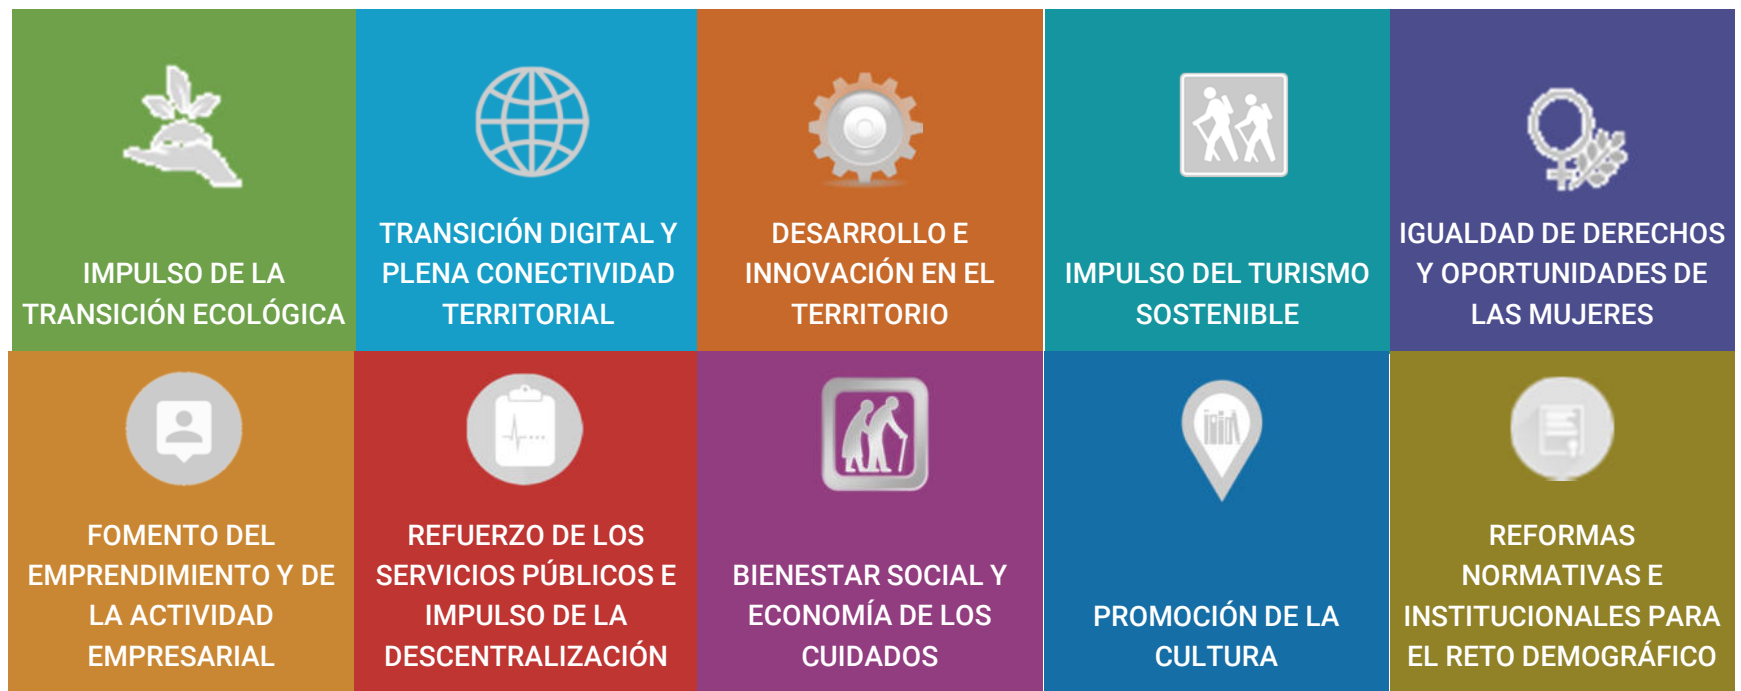 IMPULSO DE LA
TRANSICIÓN ECOLÓGICA
TRANSICIÓN DIGITAL Y
PLENA CONECTIVIDAD
TERRITORIAL
DESARROLLO E
INNOVACIÓN EN EL
TERRITORIO
IMPULSO DEL TURISMO
SOSTENIBLE
IGUALDAD DE DERECHOS
Y OPORTUNIDADES DE
LAS MUJERES
FOMENTO DEL
EMPRENDIMIENTO Y DE
LA ACTIVIDAD
EMPRESARIAL
REFUERZO DE LOS
SERVICIOS PÚBLICOS E
IMPULSO DE LA
DESCENTRALIZACIÓN
BIENESTAR SOCIAL Y
ECONOMÍA DE LOS
CUIDADOS
PROMOCIÓN DE LA
CULTURA
REFORMAS
NORMATIVAS E
INSTITUCIONALES PARA
EL RETO DEMOGRÁFICO